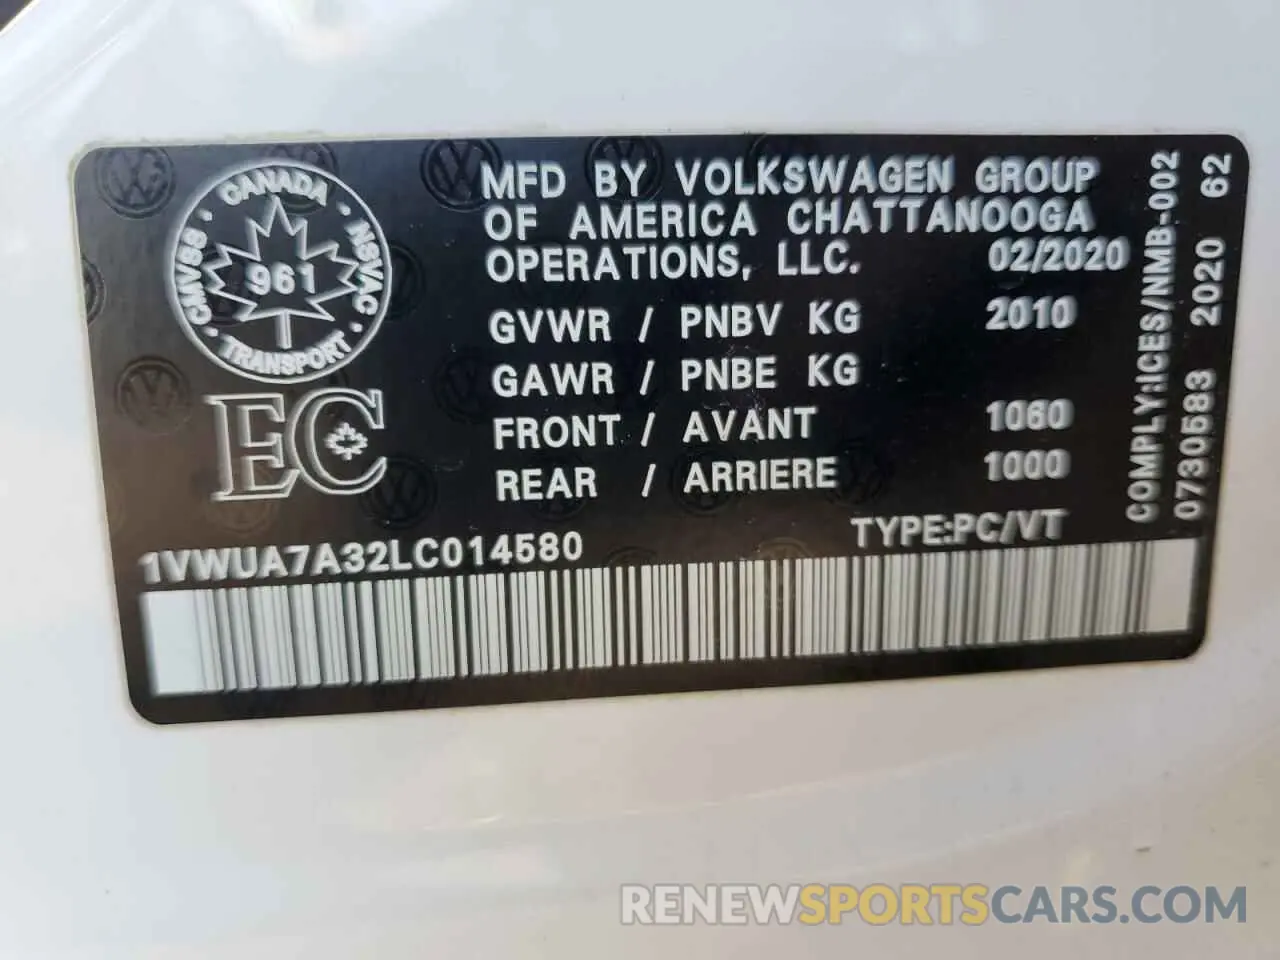 CANADA
CMVSS · NSVAC
961
TRANSPORT
EC
MFD BY VOLKSWAGEN GROUP
OF AMERICA CHATTANOOGA
OPERATIONS, LLC. 02/2020
GVWR / PNBV KG 2010
GAWR / PNBE KG
FRONT / AVANT 1060
REAR / ARRIERE 1000
1VWUA7A32LC014580
TYPE:PC/VT
COMPLY:ICES/NMB-002
0730583 2020 62
RENEWSPORTSCARS.COM-62